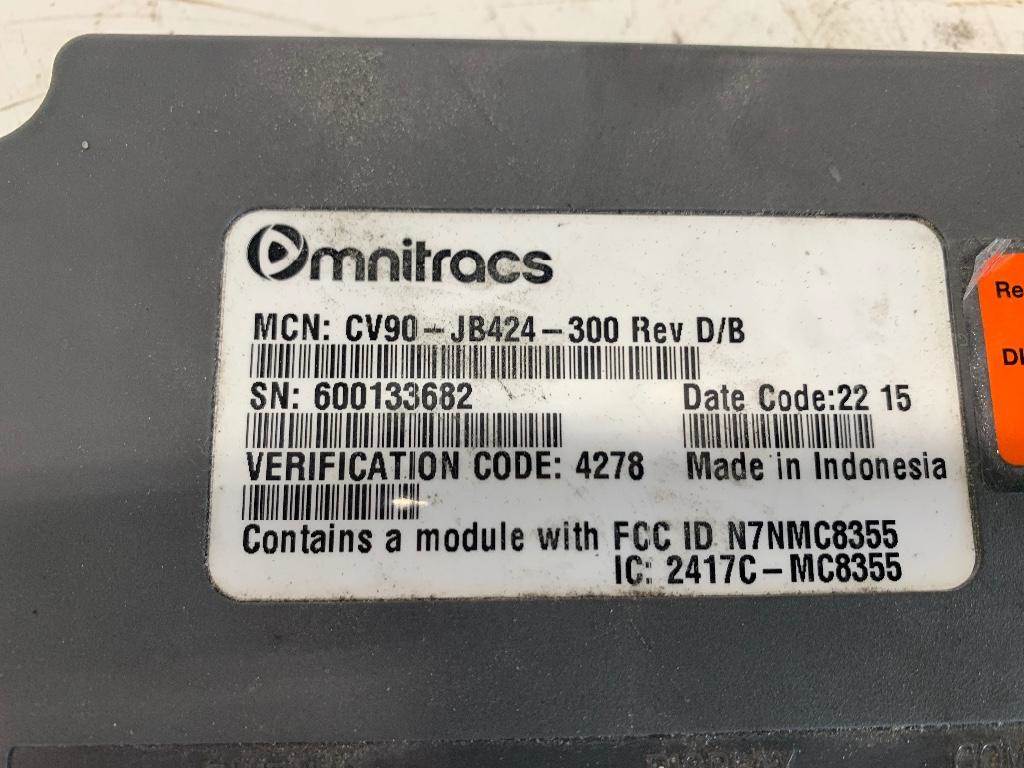 Omnitracs
MCN: CV90-JB424-300 Rev D/B
SN: 600133682
Date Code:22 15
VERIFICATION CODE: 4278
Made in Indonesia
Contains a module with FCC ID N7NMC8355
IC: 2417C-MC8355
Re